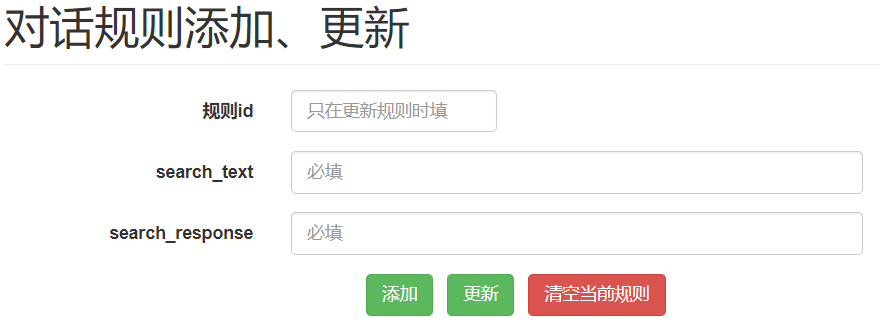 对话规则添加、更新
规则id 只在更新规则时填
search_text 必填
search_response 必填
添加 更新 清空当前规则